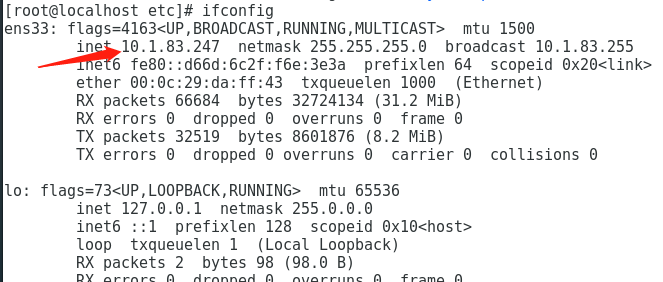 [root@localhost etc]# ifconfig
ens33: flags=4163<UP,BROADCAST,RUNNING,MULTICAST>  mtu 1500
        inet 10.1.83.247  netmask 255.255.255.0  broadcast 10.1.83.255
        inet6 fe80::d66d:6c2f:f6e:3e3a  prefixlen 64  scopeid 0x20<link>
        ether 00:0c:29:da:ff:43  txqueuelen 1000  (Ethernet)
        RX packets 66684  bytes 32724134 (31.2 MiB)
        RX errors 0  dropped 0  overruns 0  frame 0
        TX packets 32519  bytes 8601876 (8.2 MiB)
        TX errors 0  dropped 0 overruns 0  carrier 0  collisions 0

lo: flags=73<UP,LOOPBACK,RUNNING>  mtu 65536
        inet 127.0.0.1  netmask 255.0.0.0
        inet6 ::1  prefixlen 128  scopeid 0x10<host>
        loop  txqueuelen 1  (Local Loopback)
        RX packets 2  bytes 98 (98.0 B)
        RX errors 0  dropped 0  overruns 0  frame 0